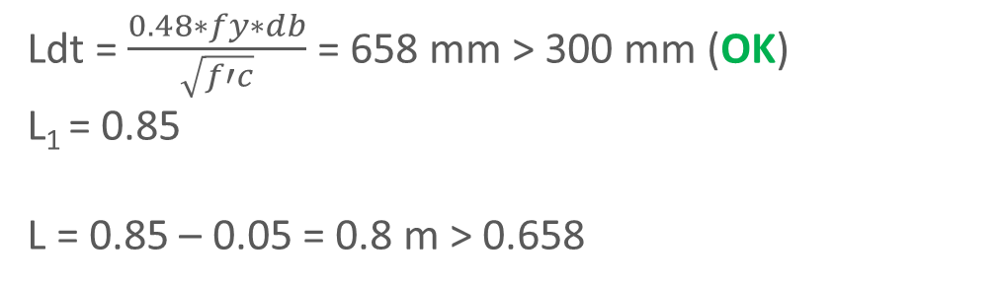 Ldt = 0.48*fy*db / √f′c = 658 mm > 300 mm (OK)
L₁ = 0.85
L = 0.85 – 0.05 = 0.8 m > 0.658